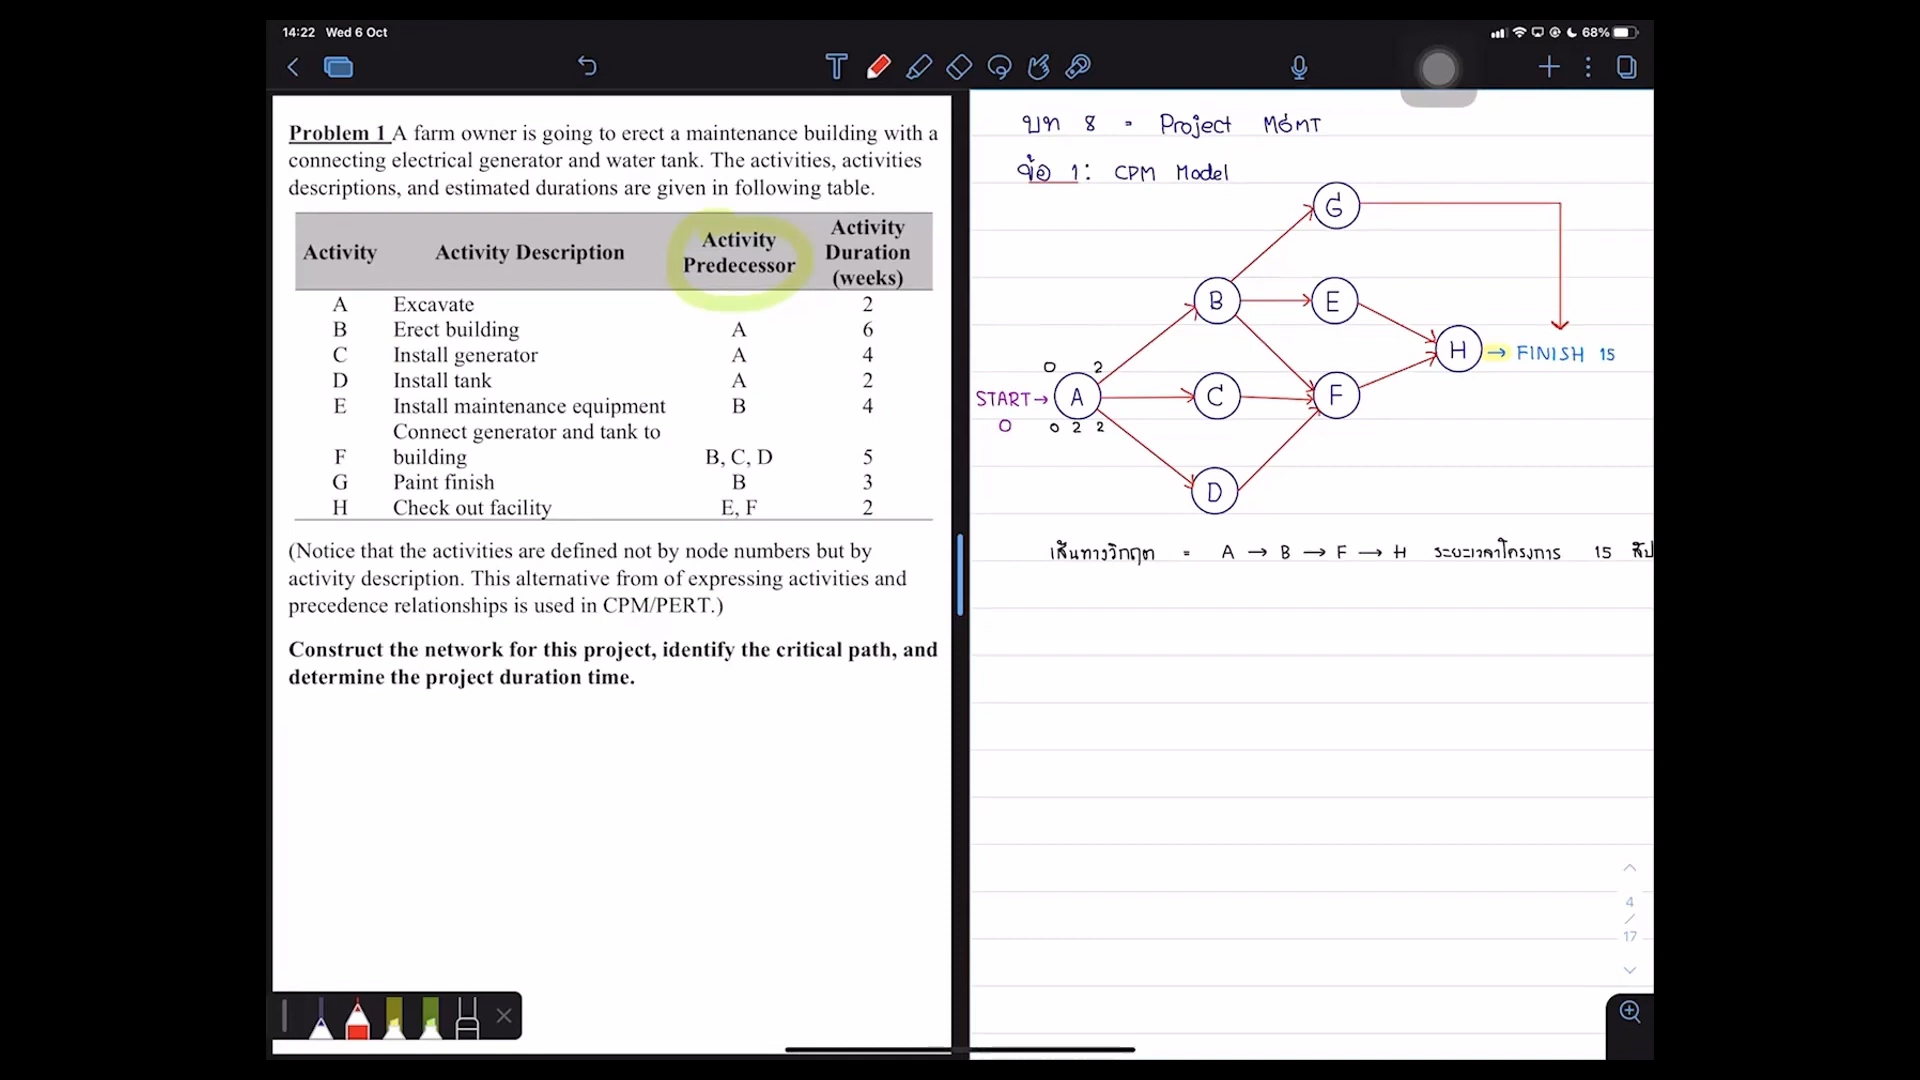 14:22 Wed 6 Oct
68%
Problem 1 A farm owner is going to erect a maintenance building with a
connecting electrical generator and water tank. The activities, activities
descriptions, and estimated durations are given in following table.
Activity Activity Description Activity Predecessor Activity Duration (weeks)
A Excavate 2
B Erect building A 6
C Install generator A 4
D Install tank A 2
E Install maintenance equipment B 4
Connect generator and tank to
F building B, C, D 5
G Paint finish B 3
H Check out facility E, F 2
(Notice that the activities are defined not by node numbers but by
activity description. This alternative from of expressing activities and
precedence relationships is used in CPM/PERT.)
Construct the network for this project, identify the critical path, and
determine the project duration time.
บท 8 - Project MGMT
ข้อ 1: CPM Model
G
B E
H → FINISH 15
0 2
START → A C F
0 0 2 2
D
เส้นทางวิกฤต = A → B → F → H ระยะเวลาโครงการ 15 สัป
4
/
17